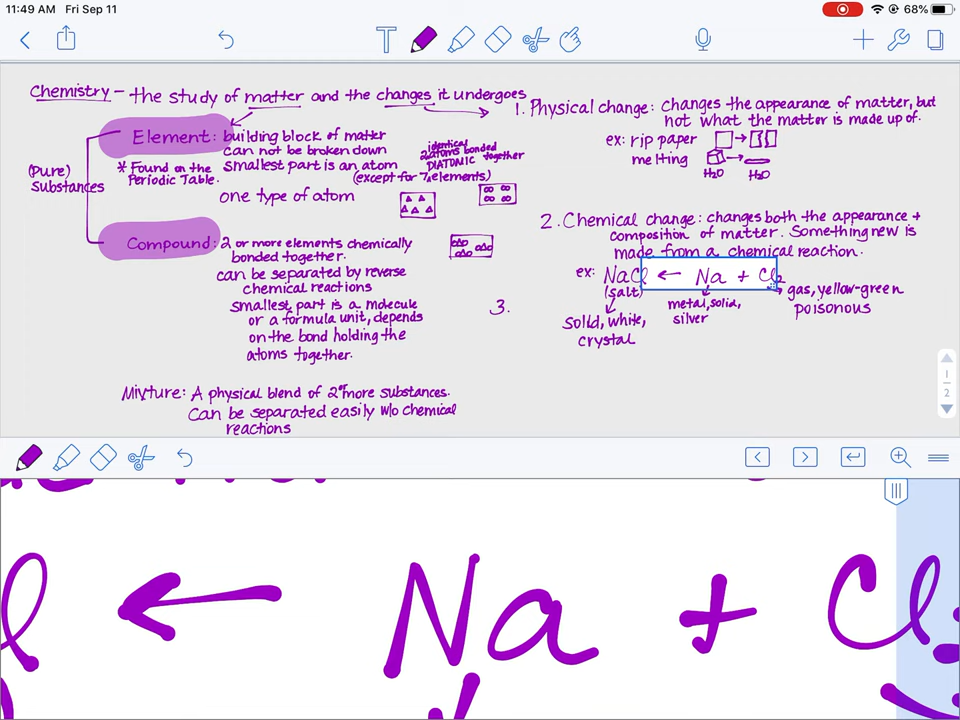 11:49 AM Fri Sep 11
68%
Chemistry - the study of matter and the changes it undergoes
Element: building block of matter
can not be broken down
smallest part is an atom
(except for 7 elements)
identical
2 atoms bonded
DIATONIC together
* Found on the
Periodic Table.
one type of atom
(Pure)
Substances
Compound: 2 or more elements chemically
bonded together.
can be separated by reverse
chemical reactions
smallest part is a molecule
or a formula unit, depends
on the bond holding the
atoms together.
Mixture: A physical blend of 2 or more substances.
Can be separated easily w/o chemical
reactions
1. Physical change: changes the appearance of matter, but
not what the matter is made up of.
ex: rip paper
melting
H2O H2O
2. Chemical change: changes both the appearance +
composition of matter. Something new is
made from a chemical reaction.
ex: NaCl ← Na + Cl2
(salt)
solid, white,
crystal
metal, solid,
silver
gas, yellow-green
poisonous
3.
1
2
l ← Na + Cl2